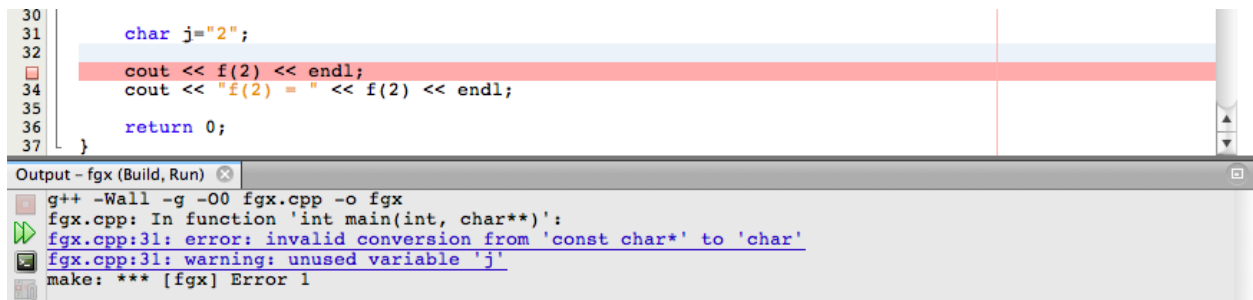 30
31 char j="2";
32
cout << f(2) << endl;
34 cout << "f(2) = " << f(2) << endl;
35
36 return 0;
37 }
Output – fgx (Build, Run)
g++ -Wall -g -O0 fgx.cpp -o fgx
fgx.cpp: In function 'int main(int, char**)':
fgx.cpp:31: error: invalid conversion from 'const char*' to 'char'
fgx.cpp:31: warning: unused variable 'j'
make: *** [fgx] Error 1